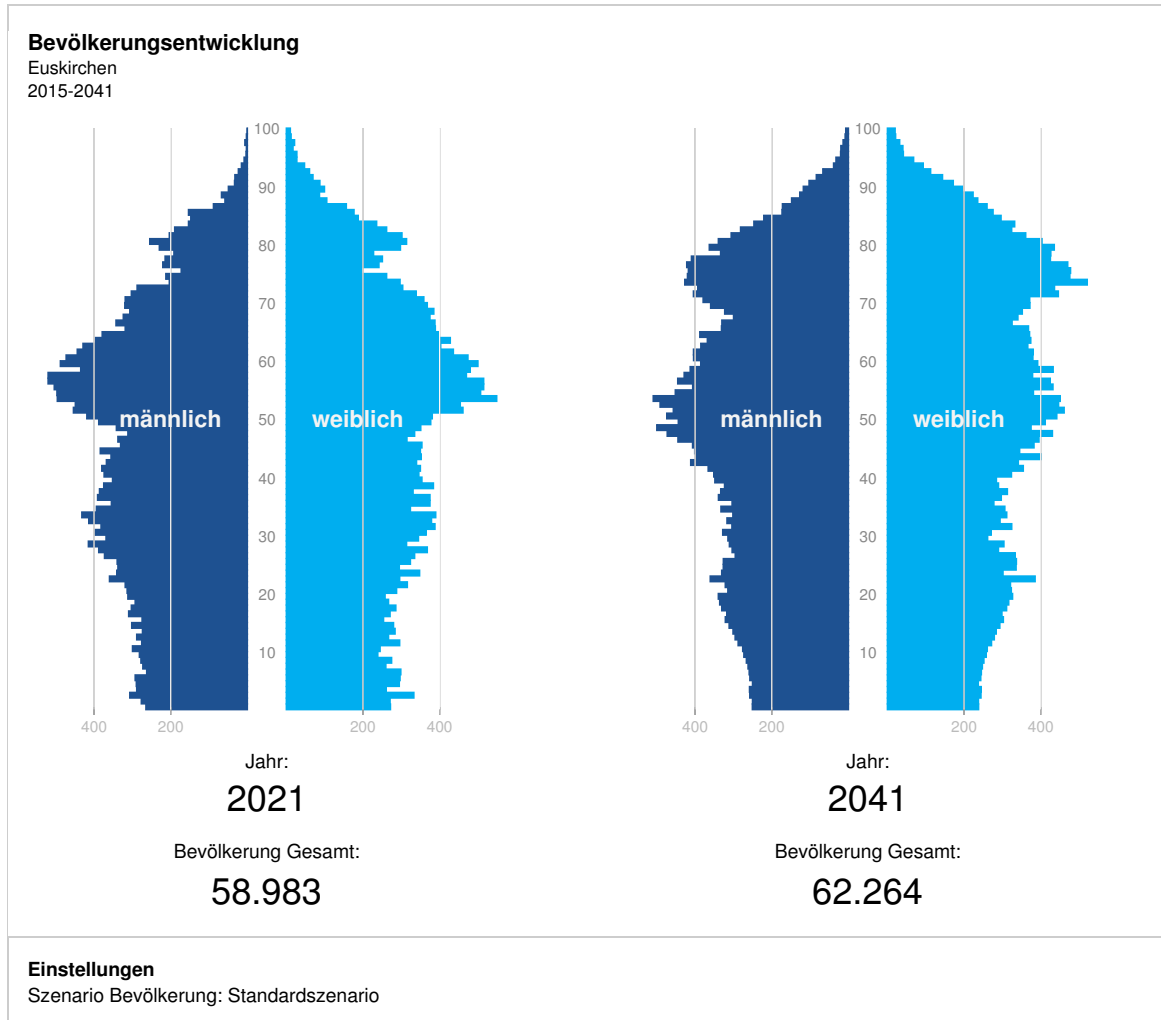 Bevölkerungsentwicklung
Euskirchen
2015-2041
100
90
80
70
60
männlich
50
weiblich
40
30
20
10
400
200
200
400
Jahr:
2021
Bevölkerung Gesamt:
58.983
100
90
80
70
60
männlich
50
weiblich
40
30
20
10
400
200
200
400
Jahr:
2041
Bevölkerung Gesamt:
62.264
Einstellungen
Szenario Bevölkerung: Standardszenario